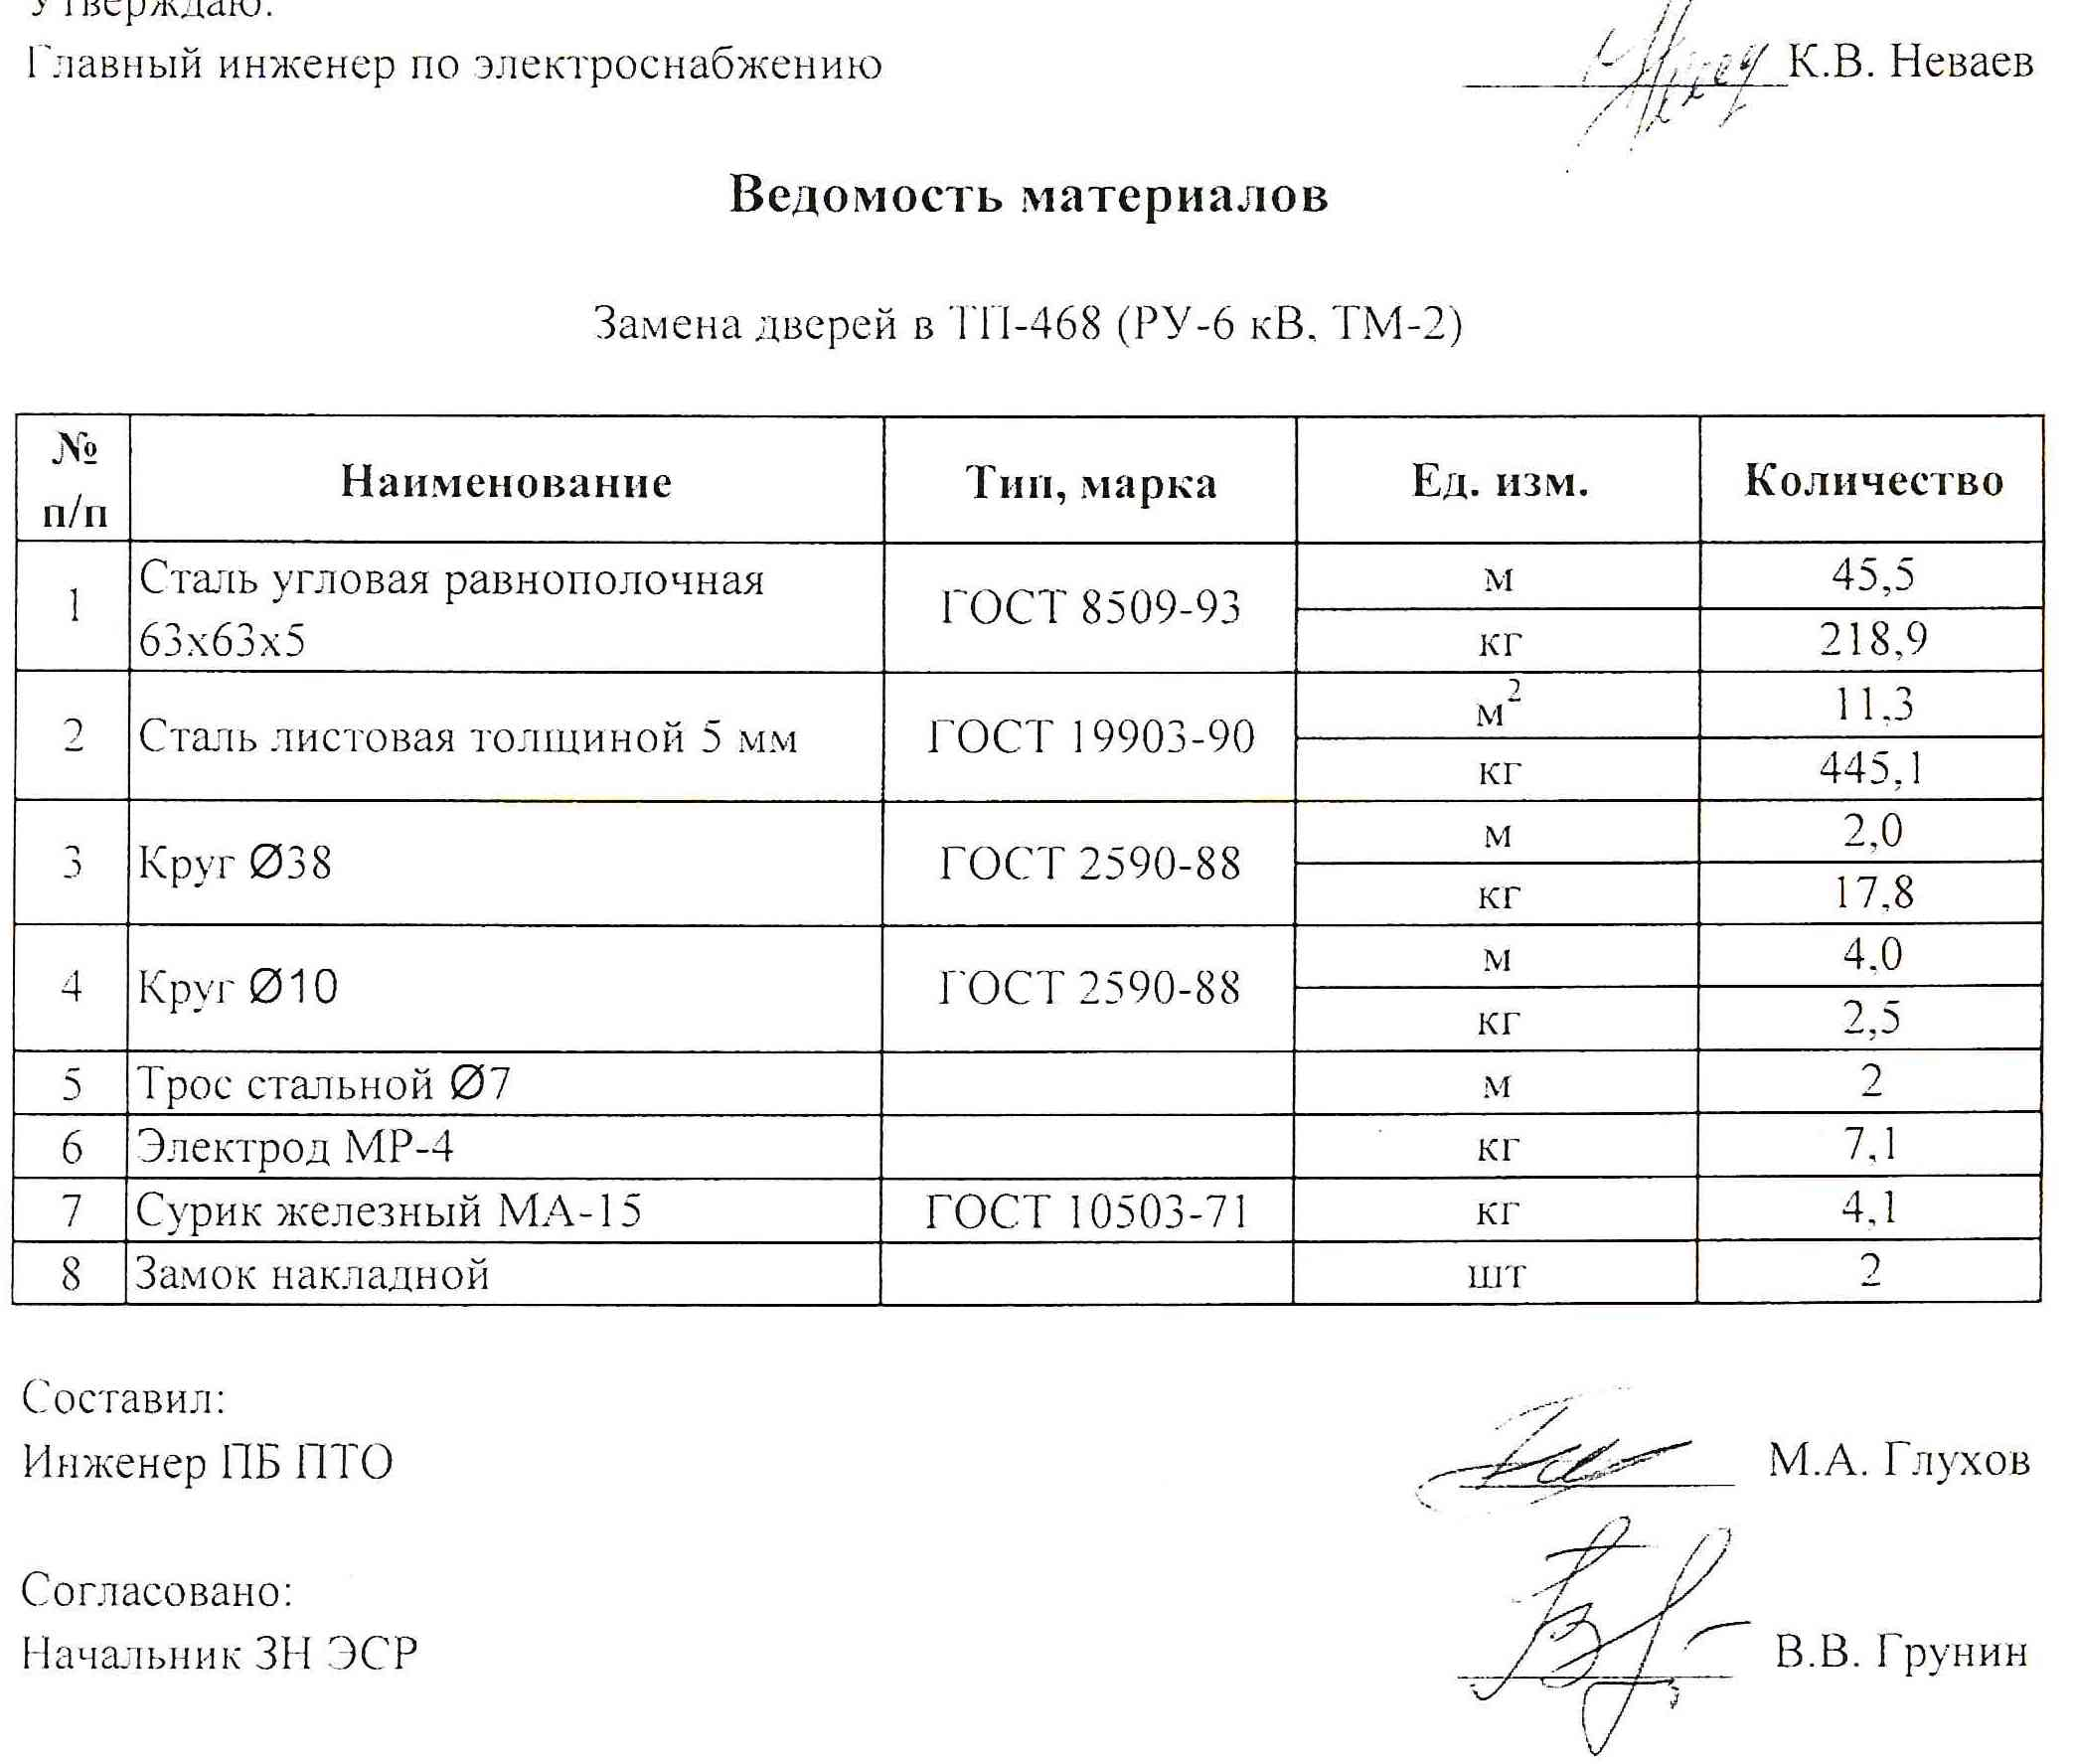 Утверждаю:
Главный инженер по электроснабжению К.В. Неваев
Ведомость материалов
Замена дверей в ТП-468 (РУ-6 кВ, ТМ-2)
№ п/п Наименование Тип, марка Ед. изм. Количество
1 Сталь угловая равнополочная 63х63х5 ГОСТ 8509-93 м 45,5
кг 218,9
2 Сталь листовая толщиной 5 мм ГОСТ 19903-90 м² 11,3
кг 445,1
3 Круг Ø38 ГОСТ 2590-88 м 2,0
кг 17,8
4 Круг Ø10 ГОСТ 2590-88 м 4,0
кг 2,5
5 Трос стальной Ø7 м 2
6 Электрод МР-4 кг 7,1
7 Сурик железный МА-15 ГОСТ 10503-71 кг 4,1
8 Замок накладной шт 2
Составил:
Инженер ПБ ПТО М.А. Глухов
Согласовано:
Начальник ЗН ЭСР В.В. Грунин